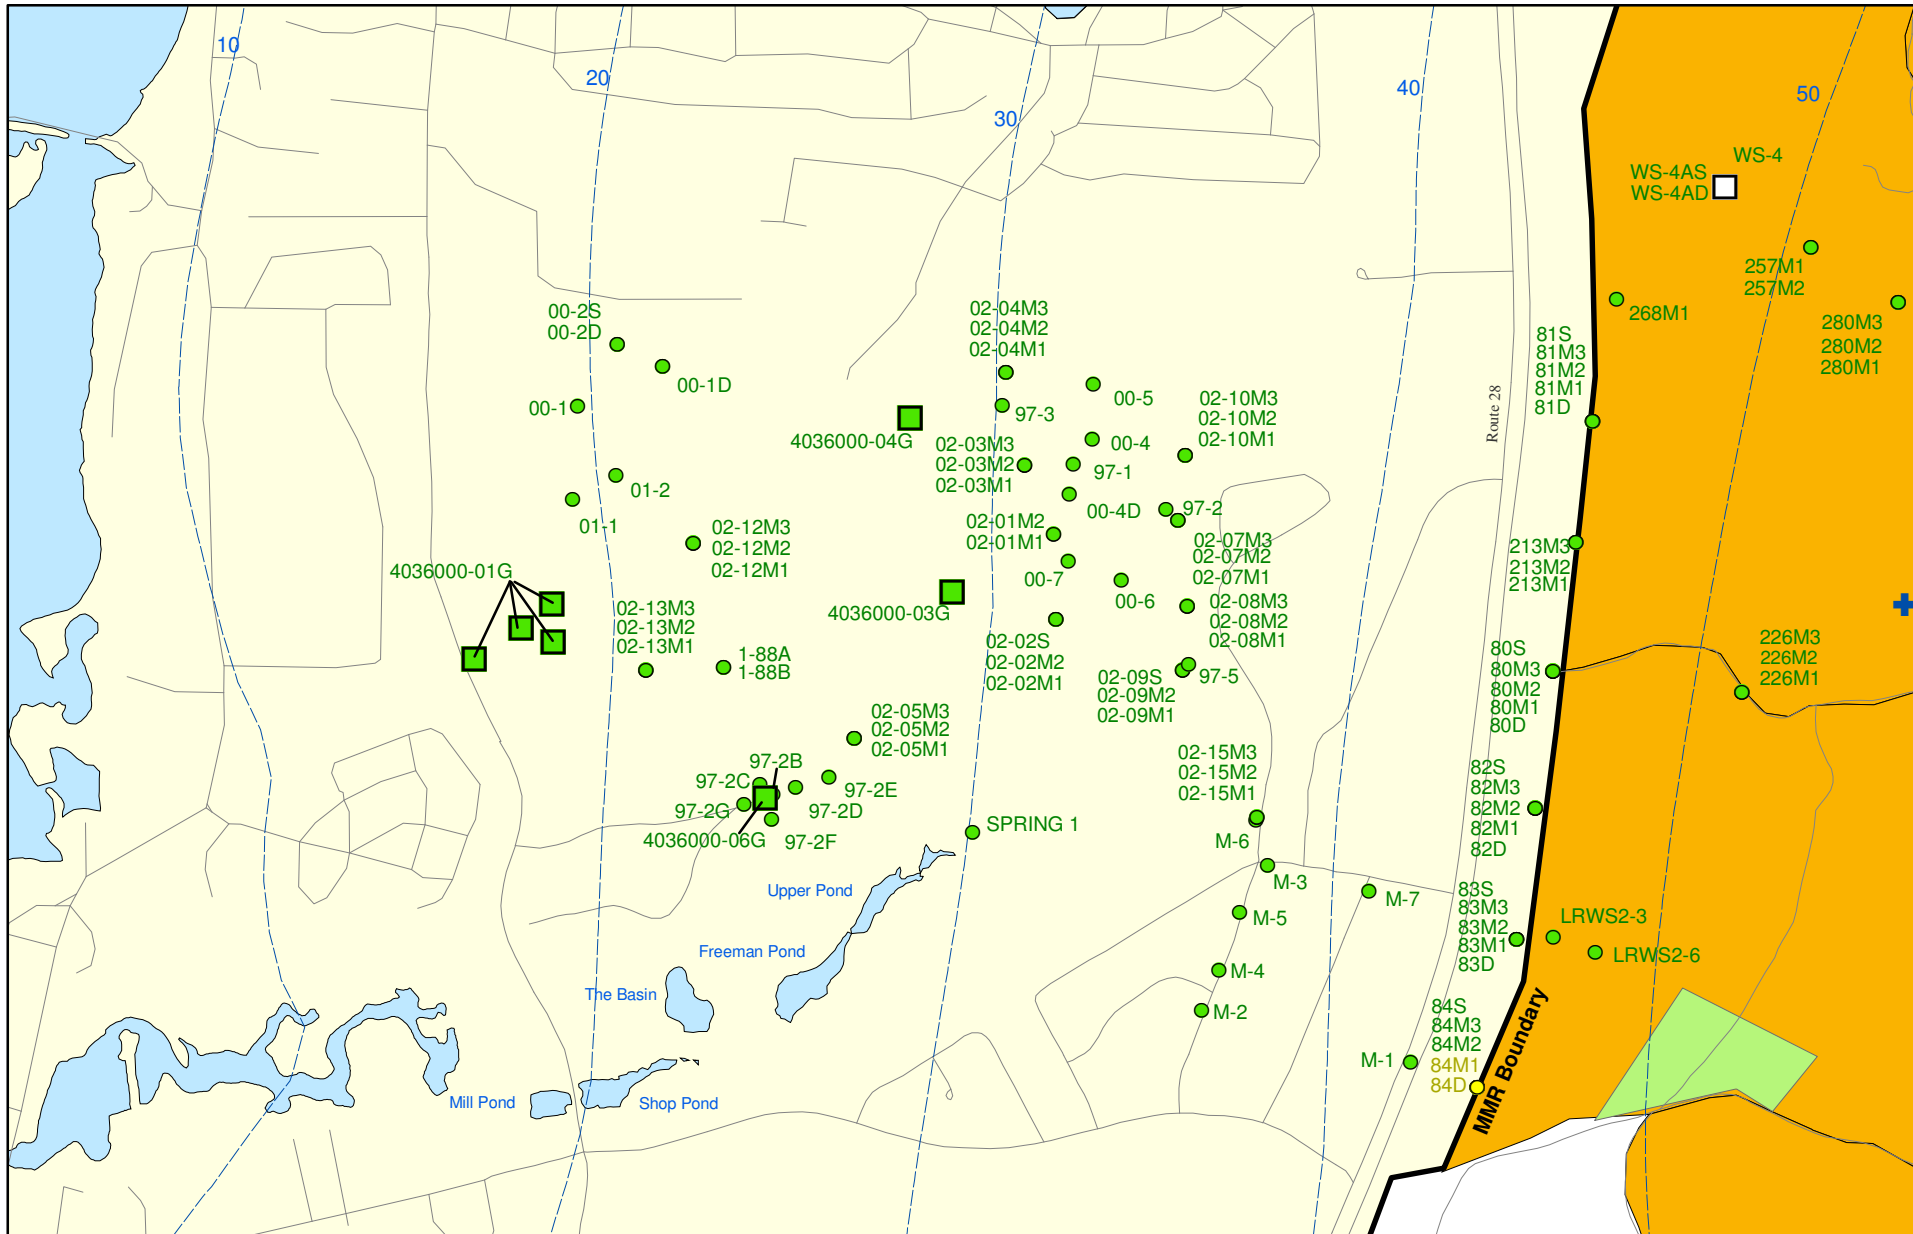 10
20
30
40
50
WS-4
WS-4AS
WS-4AD
257M1
257M2
268M1
280M3
280M2
280M1
00-2S
00-2D
00-1D
00-1
02-04M3
02-04M2
02-04M1
97-3
00-5
4036000-04G
02-03M3
02-03M2
02-03M1
00-4
97-1
02-10M3
02-10M2
02-10M1
Route 28
81S
81M3
81M2
81M1
81D
01-2
01-1
02-12M3
02-12M2
02-12M1
00-4D
97-2
02-01M2
02-01M1
02-07M3
02-07M2
02-07M1
213M3
213M2
213M1
4036000-01G
00-7
00-6
4036000-03G
02-13M3
02-13M2
02-13M1
02-08M3
02-08M2
02-08M1
1-88A
1-88B
02-02S
02-02M2
02-02M1
02-09S
02-09M2
02-09M1
97-5
80S
80M3
80M2
80M1
80D
226M3
226M2
226M1
02-05M3
02-05M2
02-05M1
97-2B
97-2C
97-2E
97-2G
97-2D
4036000-06G
97-2F
SPRING 1
02-15M3
02-15M2
02-15M1
M-6
82S
82M3
82M2
82M1
82D
Upper Pond
M-3
M-7
M-5
83S
83M3
83M2
83M1
83D
LRWS2-3
LRWS2-6
Freeman Pond
The Basin
M-4
M-2
84S
84M3
84M2
84M1
84D
M-1
MMR Boundary
Mill Pond
Shop Pond